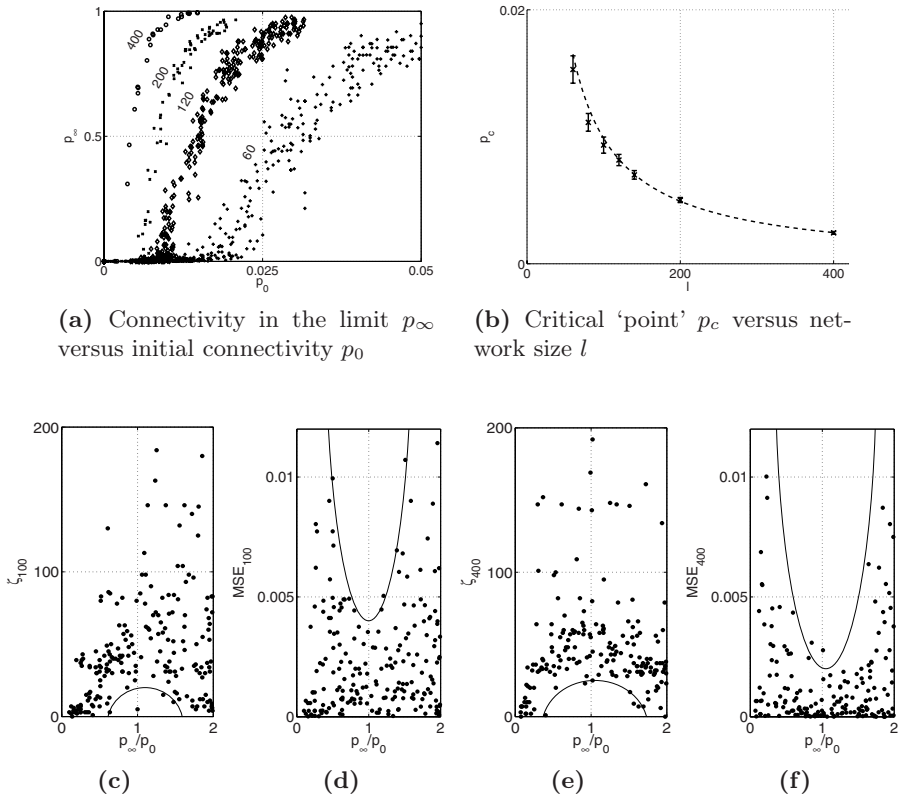 1
400
200
120
p∞
0.5
60
0
0
0.025
0.05
p0
0.02
pc
0
0
200
400
l
(a) Connectivity in the limit p∞
versus initial connectivity p0
(b) Critical ‘point’ pc versus net-
work size l
200
ζ100
100
0
0
1
2
p∞/p0
(c)
0.01
MSE100
0.005
0
0
1
2
p∞/p0
(d)
200
ζ400
100
0
0
1
2
p∞/p0
(e)
0.01
MSE400
0.005
0
0
1
2
p∞/p0
(f)